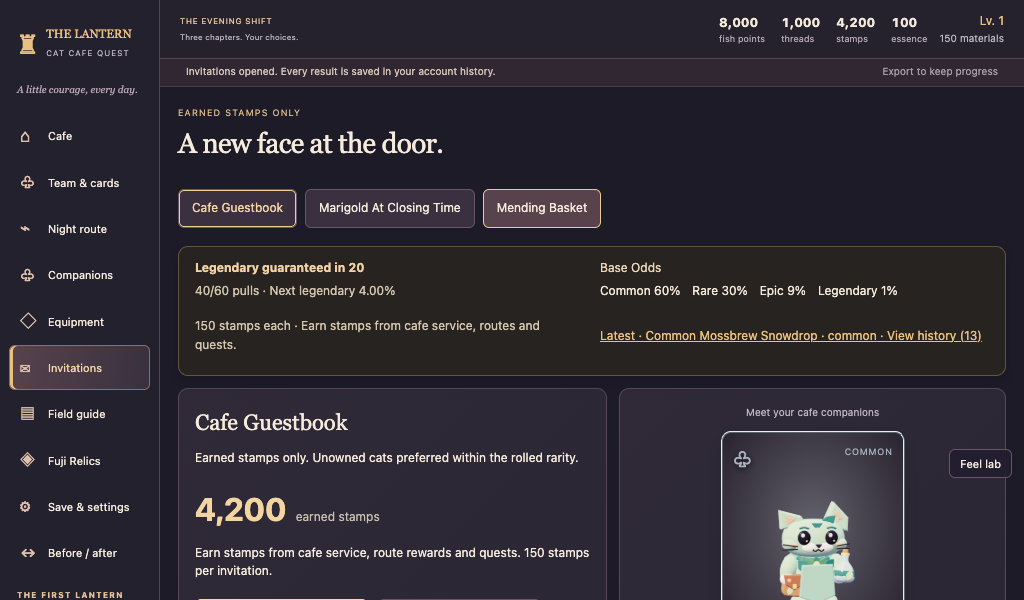 THE LANTERN
CAT CAFE QUEST
A little courage, every day.
Cafe
Team & cards
Night route
Companions
Equipment
Invitations
Field guide
Fuji Relics
Save & settings
Before / after
THE FIRST LANTERN
THE EVENING SHIFT
Three chapters. Your choices.
8,000 fish points
1,000 threads
4,200 stamps
100 essence
Lv. 1
150 materials
Invitations opened. Every result is saved in your account history.
Export to keep progress
EARNED STAMPS ONLY
A new face at the door.
Cafe Guestbook
Marigold At Closing Time
Mending Basket
Legendary guaranteed in 20
40/60 pulls · Next legendary 4.00%
150 stamps each · Earn stamps from cafe service, routes and
quests.
Base Odds
Common 60% Rare 30% Epic 9% Legendary 1%
Latest · Common Mossbrew Snowdrop · common · View history (13)
Cafe Guestbook
Earned stamps only. Unowned cats preferred within the rolled rarity.
4,200 earned stamps
Earn stamps from cafe service, route rewards and quests. 150 stamps
per invitation.
Meet your cafe companions
COMMON
Feel lab